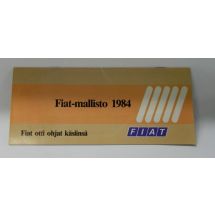 Fiat-mallisto 1984
Fiat otti ohjat käsiinsä
FIAT